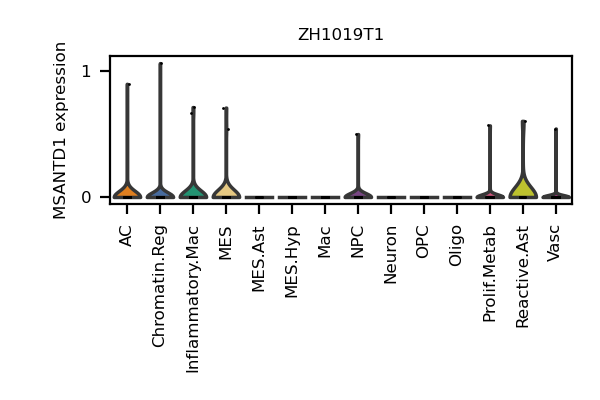 ZH1019T1
MSANTD1 expression
1
0
AC
Chromatin.Reg
Inflammatory.Mac
MES
MES.Ast
MES.Hyp
Mac
NPC
Neuron
OPC
Oligo
Prolif.Metab
Reactive.Ast
Vasc